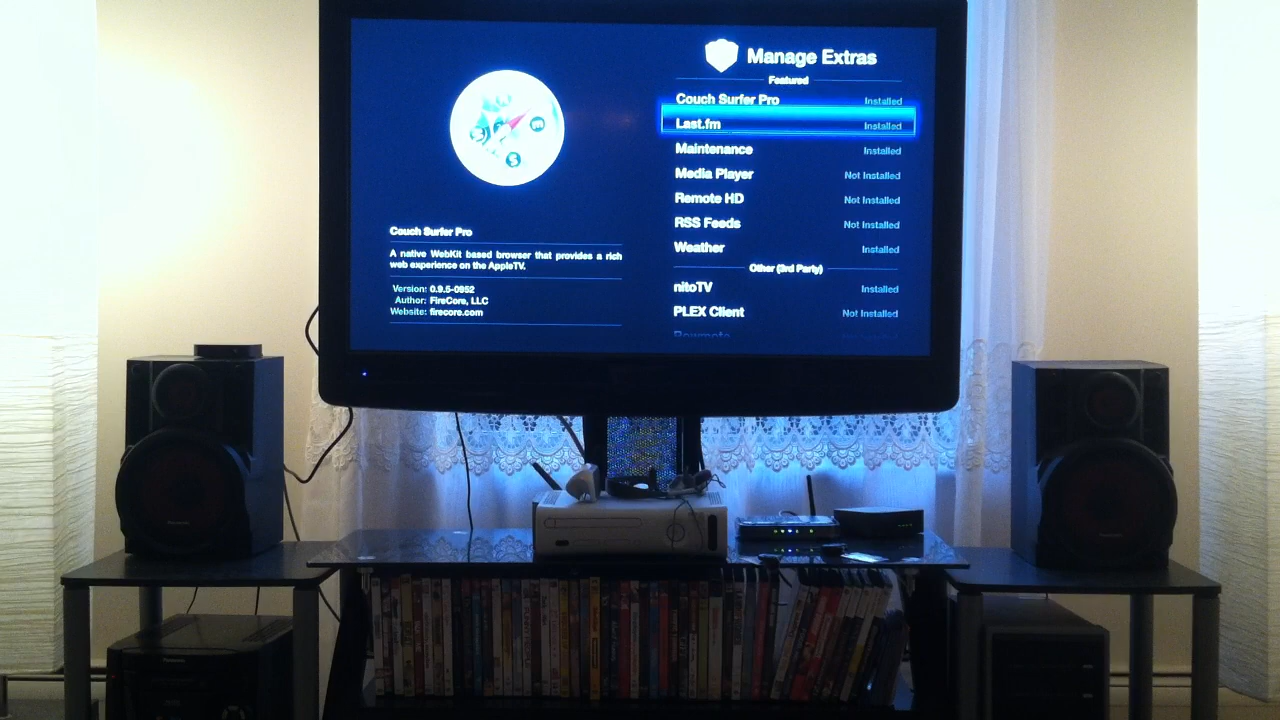 Manage Extras
Featured
Couch Surfer Pro Installed
Last.fm Installed
Maintenance Installed
Media Player Not Installed
Remote HD Not Installed
RSS Feeds Not Installed
Weather Installed
Other (3rd Party)
nitoTV Installed
PLEX Client Not Installed
Couch Surfer Pro
A native WebKit based browser that provides a rich
web experience on the AppleTV.
Version: 0.9.5-0952
Author: FireCore, LLC
Website: firecore.com
Panasonic
Panasonic
Panasonic